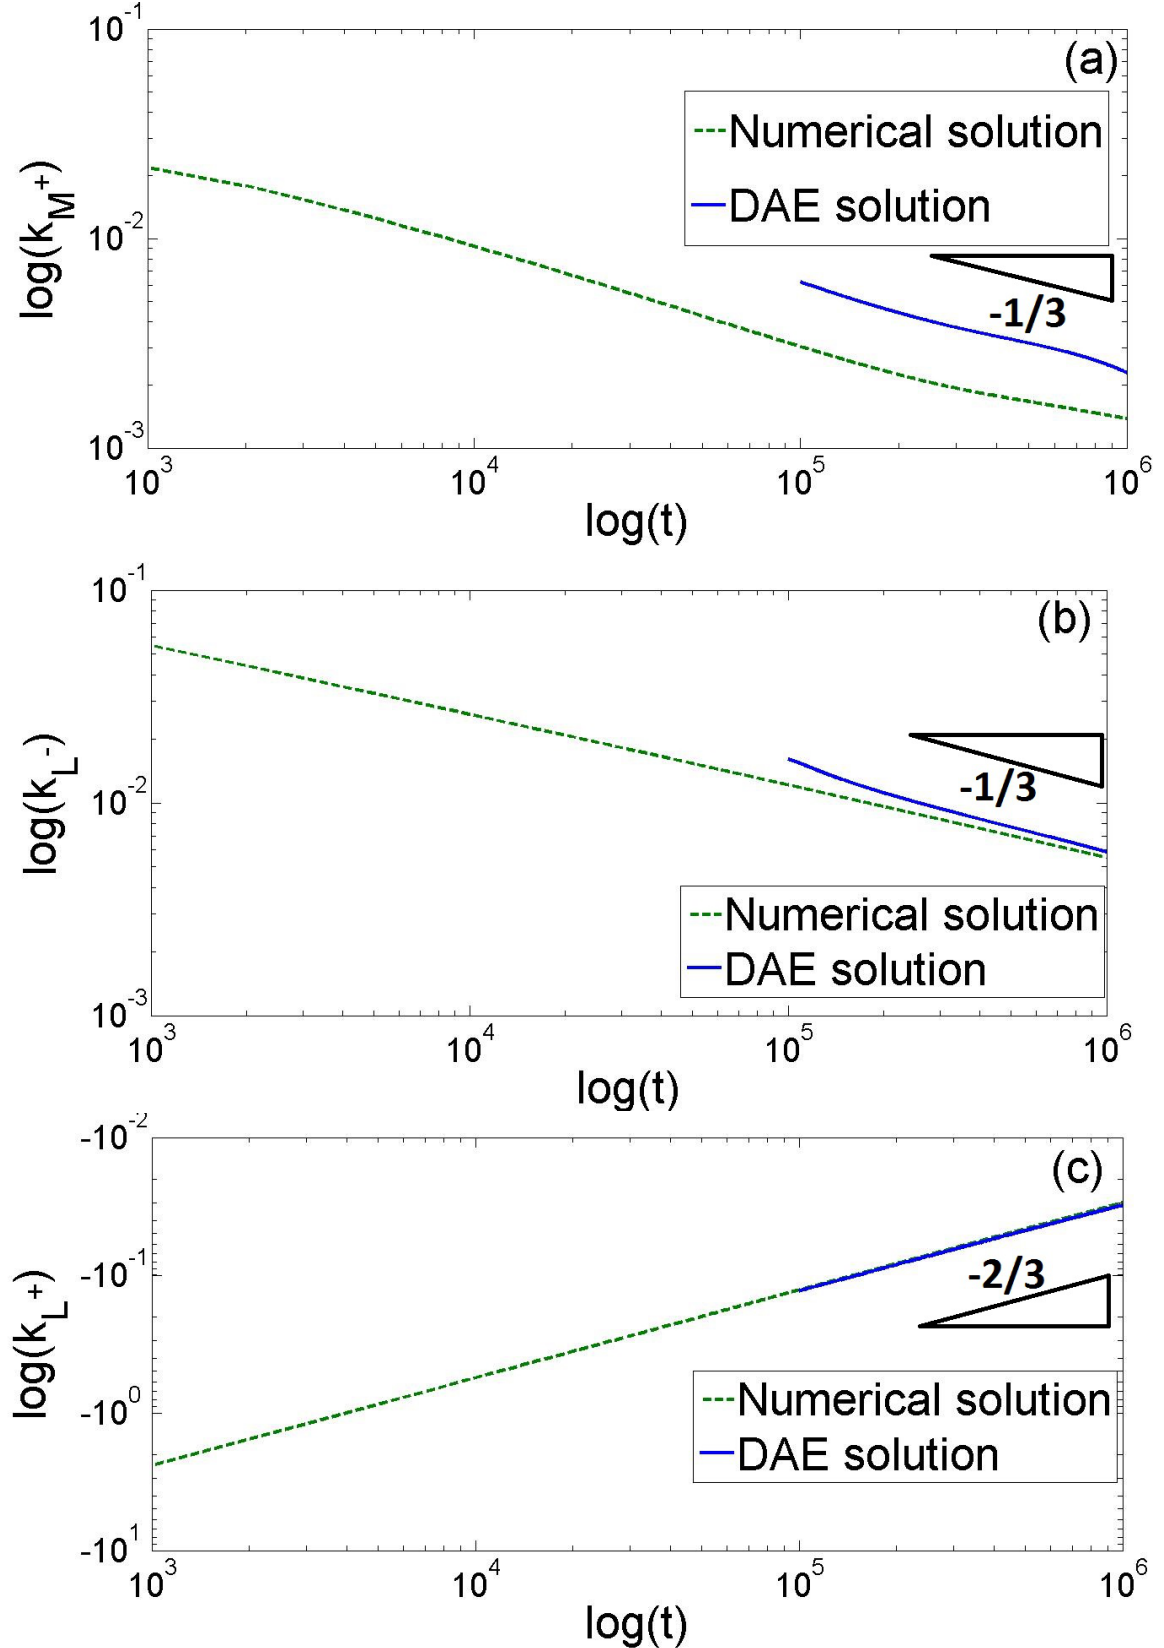 10^-1
(a)
Numerical solution
DAE solution
log(k_M^+)
10^-2
-1/3
10^-3
10^3 10^4 10^5 10^6
log(t)
10^-1
(b)
log(k_L^-)
10^-2
-1/3
Numerical solution
DAE solution
10^-3
10^3 10^4 10^5 10^6
log(t)
-10^-2
(c)
-10^-1
-2/3
log(k_L^+)
-10^0
Numerical solution
DAE solution
-10^1
10^3 10^4 10^5 10^6
log(t)